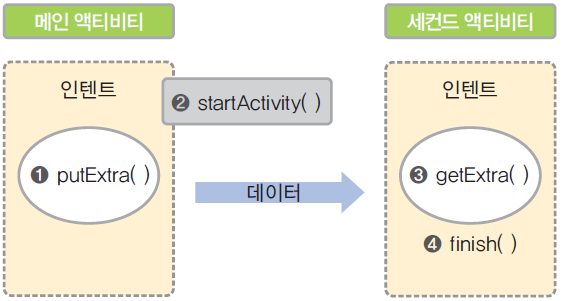 메인 액티비티
세컨드 액티비티
인텐트
❷ startActivity( )
인텐트
❶ putExtra( )
데이터
❸ getExtra( )
❹ finish( )